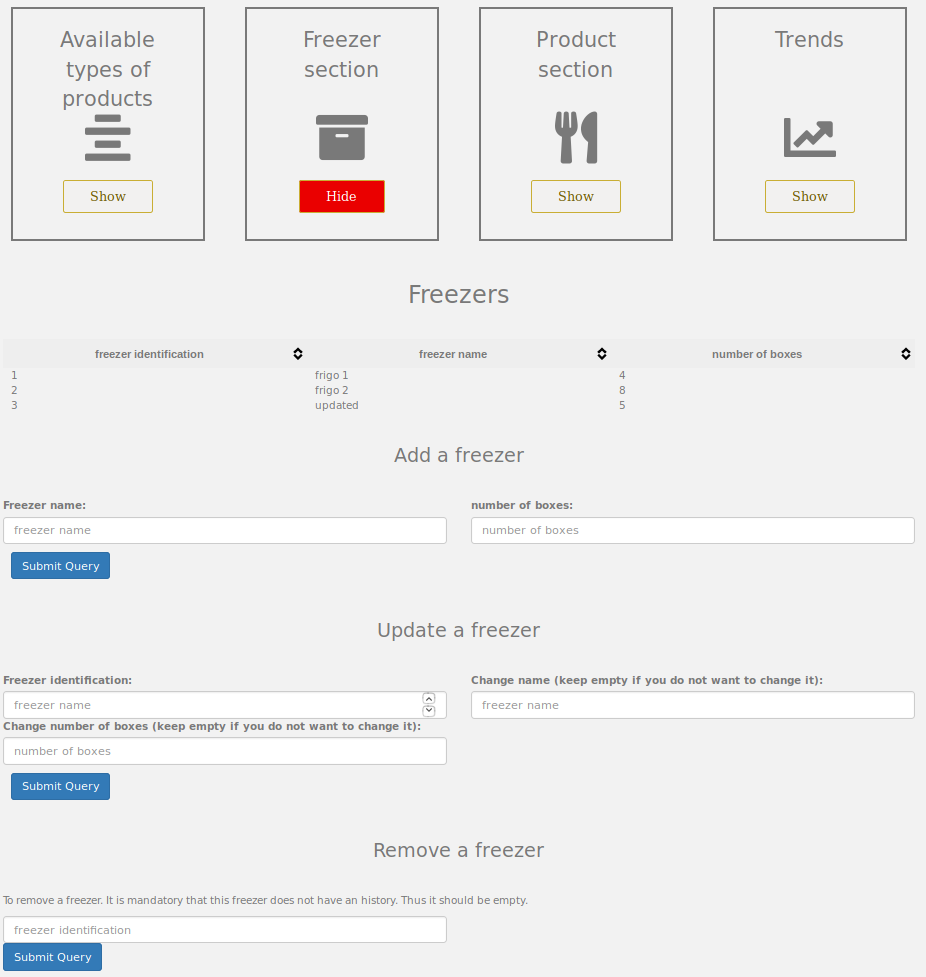 Available
types of
products
Show
Freezer
section
Hide
Product
section
Show
Trends
Show
Freezers
freezer identification freezer name number of boxes
1 frigo 1 4
2 frigo 2 8
3 updated 5
Add a freezer
Freezer name: number of boxes:
freezer name number of boxes
Submit Query
Update a freezer
Freezer identification: Change name (keep empty if you do not want to change it):
freezer name freezer name
Change number of boxes (keep empty if you do not want to change it):
number of boxes
Submit Query
Remove a freezer
To remove a freezer. It is mandatory that this freezer does not have an history. Thus it should be empty.
freezer identification
Submit Query